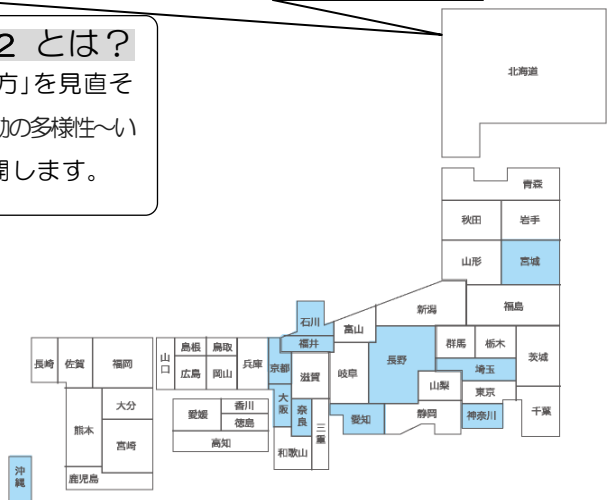 2 とは？
方」を見直そ
動の多様性～い
開します。
北海道
青森
秋田
岩手
山形
宮城
新潟
福島
石川
富山
福井
群馬
栃木
茨城
長野
埼玉
山梨
東京
千葉
神奈川
静岡
岐阜
愛知
長崎
佐賀
福岡
山口
島根
鳥取
兵庫
京都
滋賀
広島
岡山
大分
熊本
宮崎
鹿児島
愛媛
香川
徳島
高知
大阪
奈良
三重
和歌山
沖縄